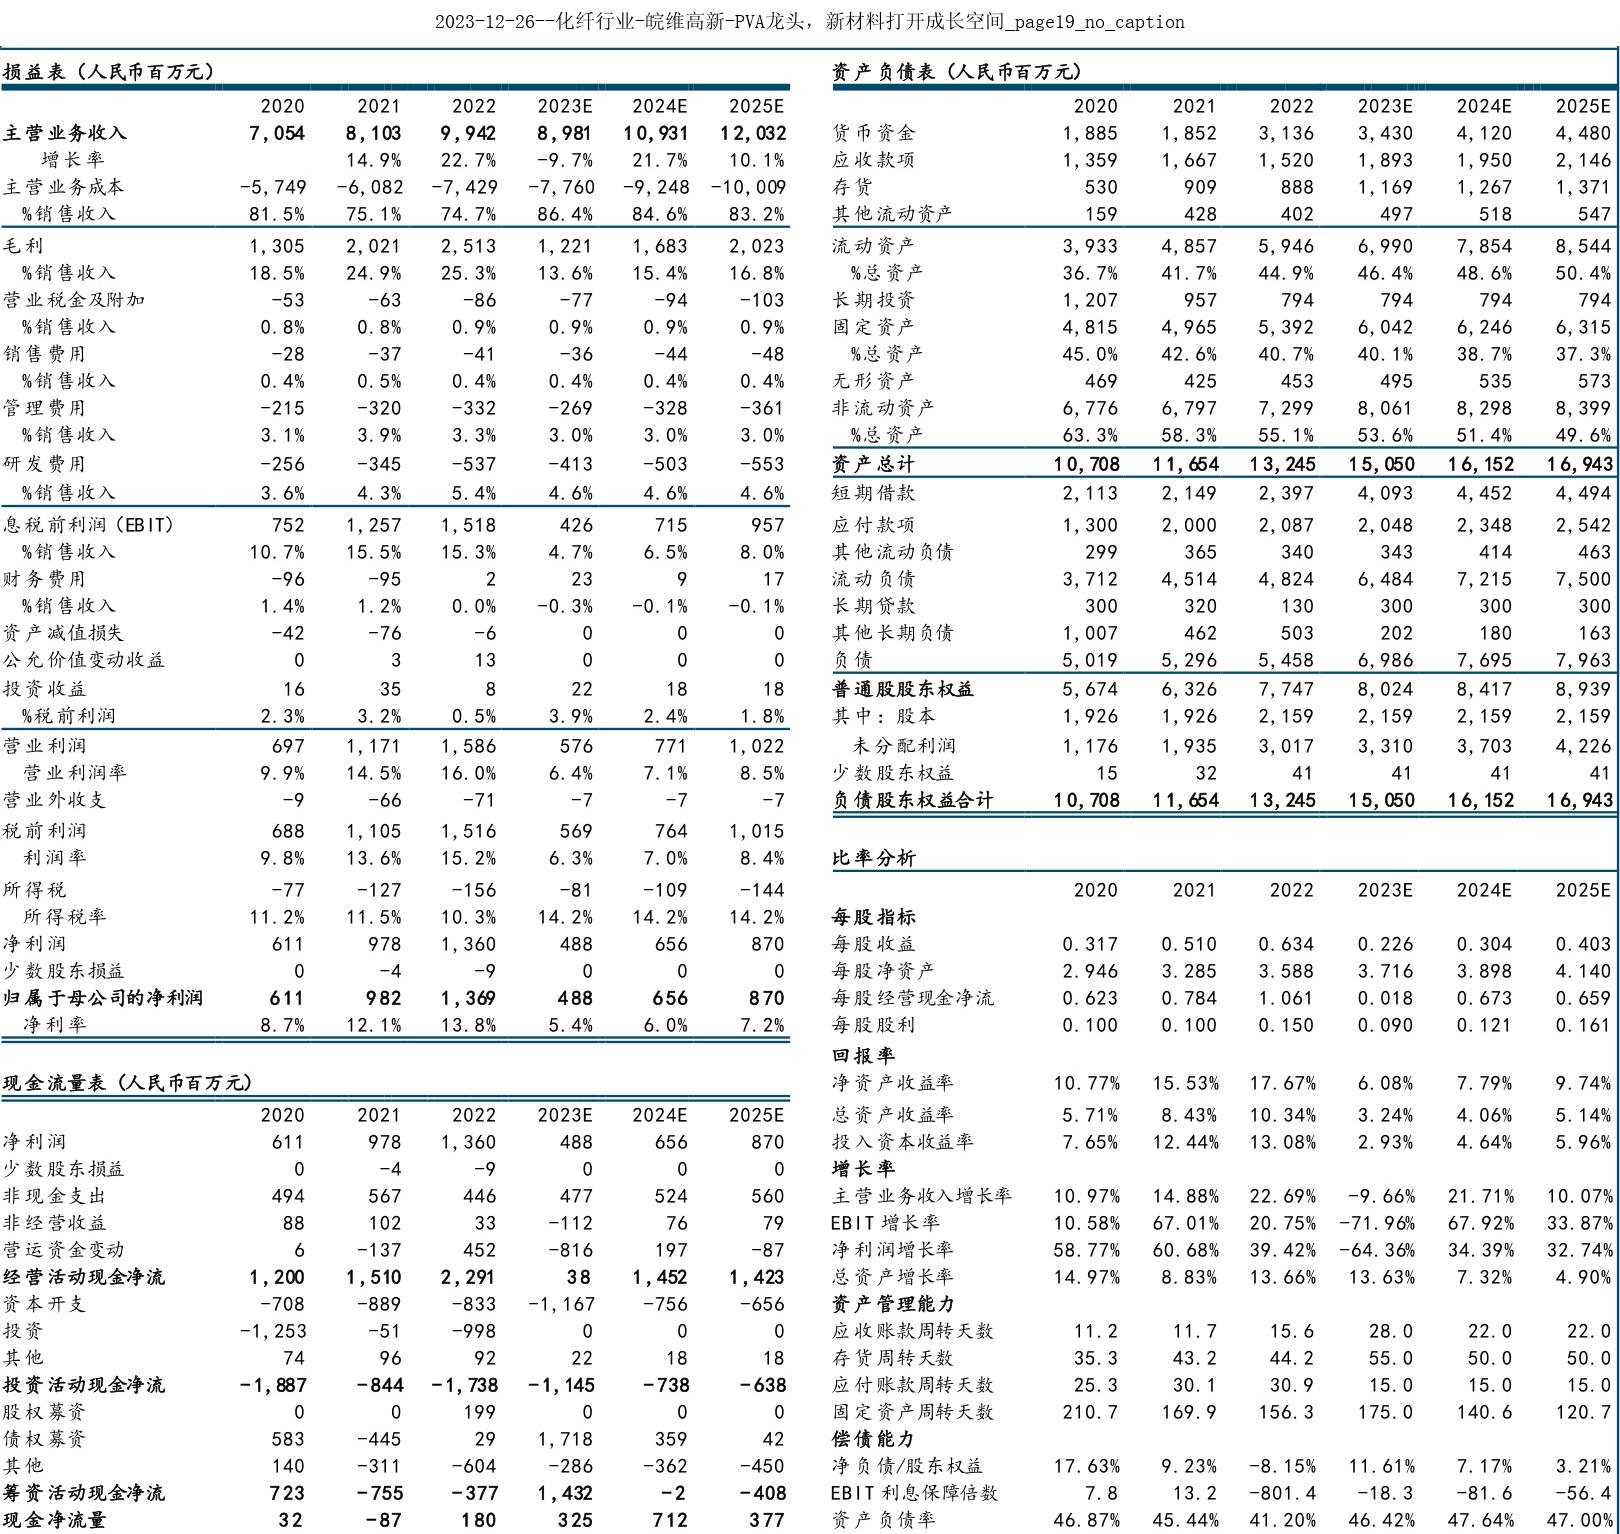 2023-12-26--化纤行业-皖维高新-PVA龙头，新材料打开成长空间_page19_no_caption
损益表（人民币百万元）
2020 2021 2022 2023E 2024E 2025E
主营业务收入 7,054 8,103 9,942 8,981 10,931 12,032
增长率 14.9% 22.7% -9.7% 21.7% 10.1%
主营业务成本 -5,749 -6,082 -7,429 -7,760 -9,248 -10,009
%销售收入 81.5% 75.1% 74.7% 86.4% 84.6% 83.2%
毛利 1,305 2,021 2,513 1,221 1,683 2,023
%销售收入 18.5% 24.9% 25.3% 13.6% 15.4% 16.8%
营业税金及附加 -53 -63 -86 -77 -94 -103
%销售收入 0.8% 0.8% 0.9% 0.9% 0.9% 0.9%
销售费用 -28 -37 -41 -36 -44 -48
%销售收入 0.4% 0.5% 0.4% 0.4% 0.4% 0.4%
管理费用 -215 -320 -332 -269 -328 -361
%销售收入 3.1% 3.9% 3.3% 3.0% 3.0% 3.0%
研发费用 -256 -345 -537 -413 -503 -553
%销售收入 3.6% 4.3% 5.4% 4.6% 4.6% 4.6%
息税前利润（EBIT） 752 1,257 1,518 426 715 957
%销售收入 10.7% 15.5% 15.3% 4.7% 6.5% 8.0%
财务费用 -96 -95 2 23 9 17
%销售收入 1.4% 1.2% 0.0% -0.3% -0.1% -0.1%
资产减值损失 -42 -76 -6 0 0 0
公允价值变动收益 0 3 13 0 0 0
投资收益 16 35 8 22 18 18
%税前利润 2.3% 3.2% 0.5% 3.9% 2.4% 1.8%
营业利润 697 1,171 1,586 576 771 1,022
营业利润率 9.9% 14.5% 16.0% 6.4% 7.1% 8.5%
营业外收支 -9 -66 -71 -7 -7 -7
税前利润 688 1,105 1,516 569 764 1,015
利润率 9.8% 13.6% 15.2% 6.3% 7.0% 8.4%
所得税 -77 -127 -156 -81 -109 -144
所得税率 11.2% 11.5% 10.3% 14.2% 14.2% 14.2%
净利润 611 978 1,360 488 656 870
少数股东损益 0 -4 -9 0 0 0
归属于母公司的净利润 611 982 1,369 488 656 870
净利率 8.7% 12.1% 13.8% 5.4% 6.0% 7.2%
现金流量表（人民币百万元）
2020 2021 2022 2023E 2024E 2025E
净利润 611 978 1,360 488 656 870
少数股东损益 0 -4 -9 0 0 0
非现金支出 494 567 446 477 524 560
非经营收益 88 102 33 -112 76 79
营运资金变动 6 -137 452 -816 197 -87
经营活动现金净流 1,200 1,510 2,291 38 1,452 1,423
资本开支 -708 -889 -833 -1,167 -756 -656
投资 -1,253 -51 -998 0 0 0
其他 74 96 92 22 18 18
投资活动现金净流 -1,887 -844 -1,738 -1,145 -738 -638
股权募资 0 0 199 0 0 0
债权募资 583 -445 29 1,718 359 42
其他 140 -311 -604 -286 -362 -450
筹资活动现金净流 723 -755 -377 1,432 -2 -408
现金净流量 32 -87 180 325 712 377
资产负债表（人民币百万元）
2020 2021 2022 2023E 2024E 2025E
货币资金 1,885 1,852 3,136 3,430 4,120 4,480
应收款项 1,359 1,667 1,520 1,893 1,950 2,146
存货 530 909 888 1,169 1,267 1,371
其他流动资产 159 428 402 497 518 547
流动资产 3,933 4,857 5,946 6,990 7,854 8,544
%总资产 36.7% 41.7% 44.9% 46.4% 48.6% 50.4%
长期投资 1,207 957 794 794 794 794
固定资产 4,815 4,965 5,392 6,042 6,246 6,315
%总资产 45.0% 42.6% 40.7% 40.1% 38.7% 37.3%
无形资产 469 425 453 495 535 573
非流动资产 6,776 6,797 7,299 8,061 8,298 8,399
%总资产 63.3% 58.3% 55.1% 53.6% 51.4% 49.6%
资产总计 10,708 11,654 13,245 15,050 16,152 16,943
短期借款 2,113 2,149 2,397 4,093 4,452 4,494
应付款项 1,300 2,000 2,087 2,048 2,348 2,542
其他流动负债 299 365 340 343 414 463
流动负债 3,712 4,514 4,824 6,484 7,215 7,500
长期贷款 300 320 130 300 300 300
其他长期负债 1,007 462 503 202 180 163
负债 5,019 5,296 5,458 6,986 7,695 7,963
普通股股东权益 5,674 6,326 7,747 8,024 8,417 8,939
其中：股本 1,926 1,926 2,159 2,159 2,159 2,159
未分配利润 1,176 1,935 3,017 3,310 3,703 4,226
少数股东权益 15 32 41 41 41 41
负债股东权益合计 10,708 11,654 13,245 15,050 16,152 16,943
比率分析
2020 2021 2022 2023E 2024E 2025E
每股指标
每股收益 0.317 0.510 0.634 0.226 0.304 0.403
每股净资产 2.946 3.285 3.588 3.716 3.898 4.140
每股经营现金净流 0.623 0.784 1.061 0.018 0.673 0.659
每股股利 0.100 0.100 0.150 0.090 0.121 0.161
回报率
净资产收益率 10.77% 15.53% 17.67% 6.08% 7.79% 9.74%
总资产收益率 5.71% 8.43% 10.34% 3.24% 4.06% 5.14%
投入资本收益率 7.65% 12.44% 13.08% 2.93% 4.64% 5.96%
增长率
主营业务收入增长率 10.97% 14.88% 22.69% -9.66% 21.71% 10.07%
EBIT增长率 10.58% 67.01% 20.75% -71.96% 67.92% 33.87%
净利润增长率 58.77% 60.68% 39.42% -64.36% 34.39% 32.74%
总资产增长率 14.97% 8.83% 13.66% 13.63% 7.32% 4.90%
资产管理能力
应收账款周转天数 11.2 11.7 15.6 28.0 22.0 22.0
存货周转天数 35.3 43.2 44.2 55.0 50.0 50.0
应付账款周转天数 25.3 30.1 30.9 15.0 15.0 15.0
固定资产周转天数 210.7 169.9 156.3 175.0 140.6 120.7
偿债能力
净负债/股东权益 17.63% 9.23% -8.15% 11.61% 7.17% 3.21%
EBIT利息保障倍数 7.8 13.2 -801.4 -18.3 -81.6 -56.4
资产负债率 46.87% 45.44% 41.20% 46.42% 47.64% 47.00%